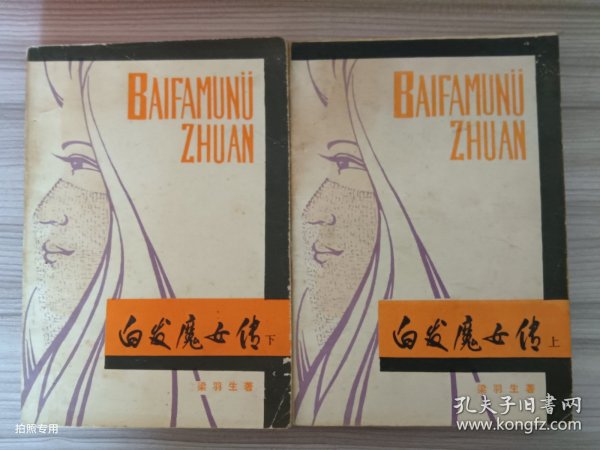 BAIFAMUNÜ
ZHUAN
白发魔女传 下
梁羽生著
BAIFAMUNÜ
ZHUAN
白发魔女传 上
梁羽生著
拍照专用
孔夫子旧书网
www.kongfz.com